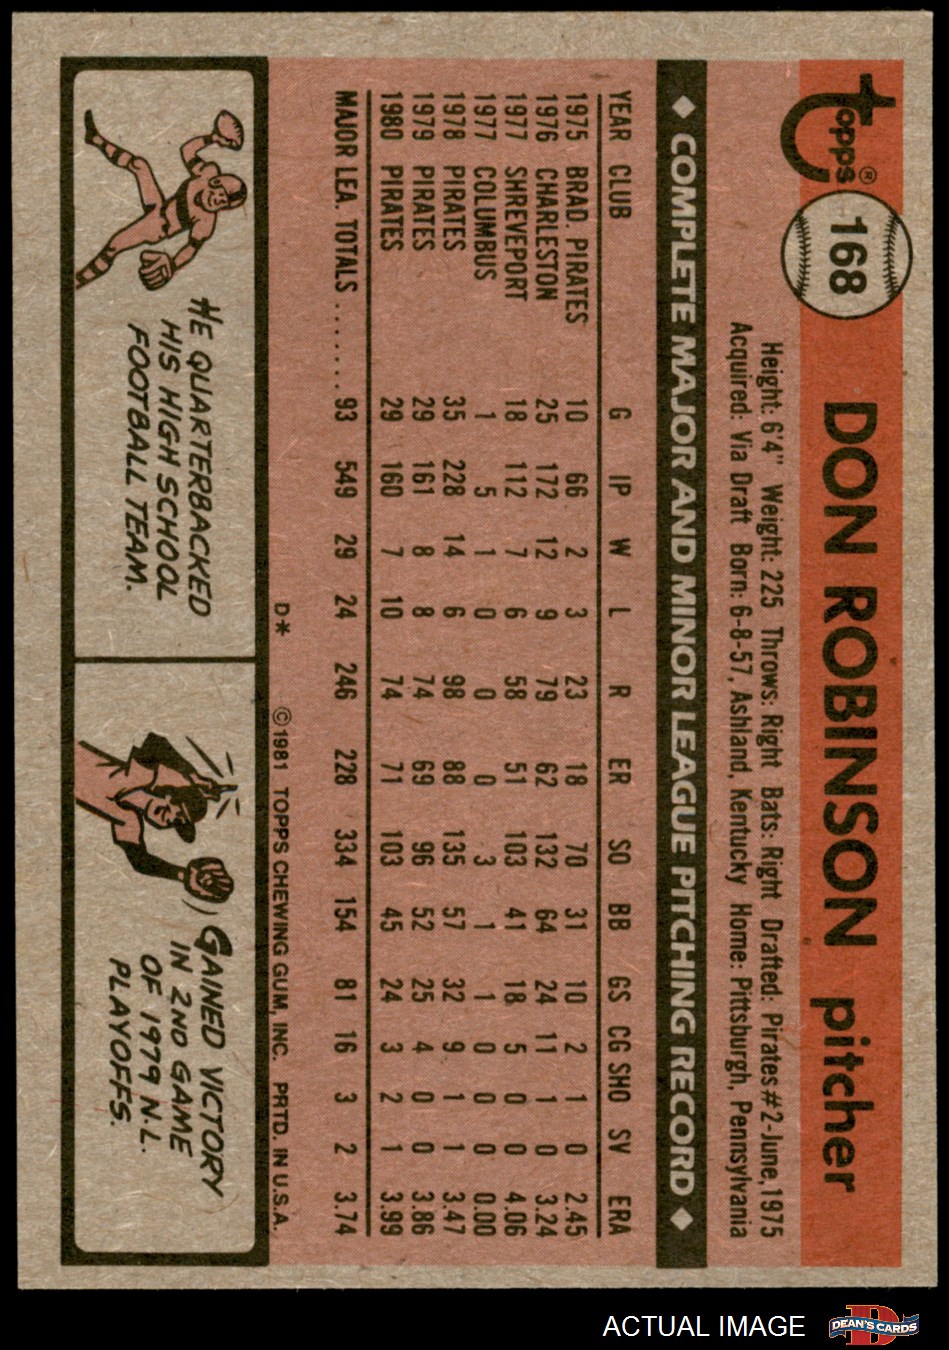 topps®
168
DON ROBINSON pitcher
Height: 6'4" Weight: 225 Throws: Right Bats: Right Drafted: Pirates #2-June, 1975
Acquired: Via Draft Born: 6-8-57, Ashland, Kentucky Home: Pittsburgh, Pennsylvania
◆ COMPLETE MAJOR AND MINOR LEAGUE PITCHING RECORD ◆
YEAR CLUB G IP W L R ER SO BB GS CG SHO SV ERA
1975 BRAD. PIRATES 10 66 2 3 23 18 70 31 10 2 1 0 2.45
1976 CHARLESTON 25 172 12 9 79 62 132 64 24 11 1 0 3.24
1977 SHREVEPORT 18 112 7 6 58 51 103 41 18 5 0 0 4.06
1977 COLUMBUS 1 5 1 0 0 0 3 1 1 0 0 0 0.00
1978 PIRATES 35 228 14 6 98 88 135 57 32 9 1 1 3.47
1979 PIRATES 29 161 8 8 74 69 96 52 25 4 0 0 3.86
1980 PIRATES 29 160 7 10 74 71 103 45 24 3 2 1 3.99
MAJOR LEA. TOTALS ....... 93 549 29 24 246 228 334 154 81 16 3 2 3.74
D* ©1981 TOPPS CHEWING GUM, INC. PRTD. IN U.S.A.
HE QUARTERBACKED
HIS HIGH SCHOOL
FOOTBALL TEAM.
GAINED VICTORY
IN 2ND GAME
OF 1979 N.L.
PLAYOFFS.
ACTUAL IMAGE
DEAN'S CARDS